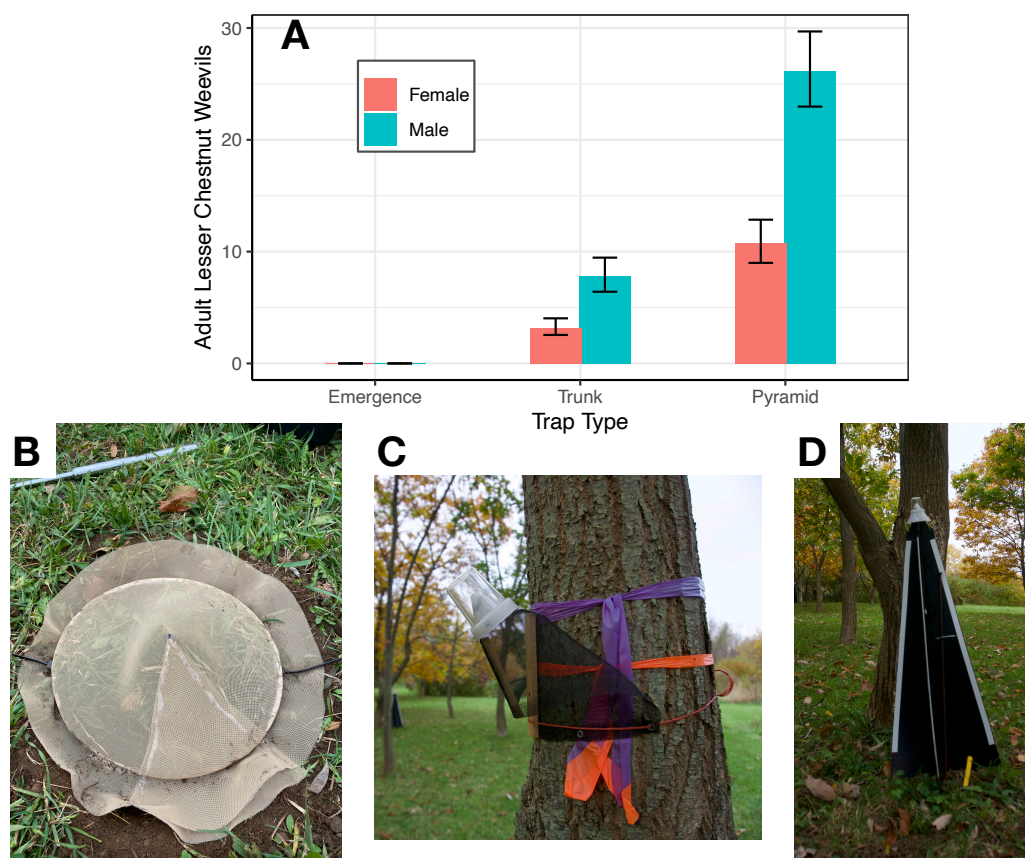 A
Adult Lesser Chestnut Weevils
30
20
10
0
Female
Male
Emergence Trunk Pyramid
Trap Type
B
C
D